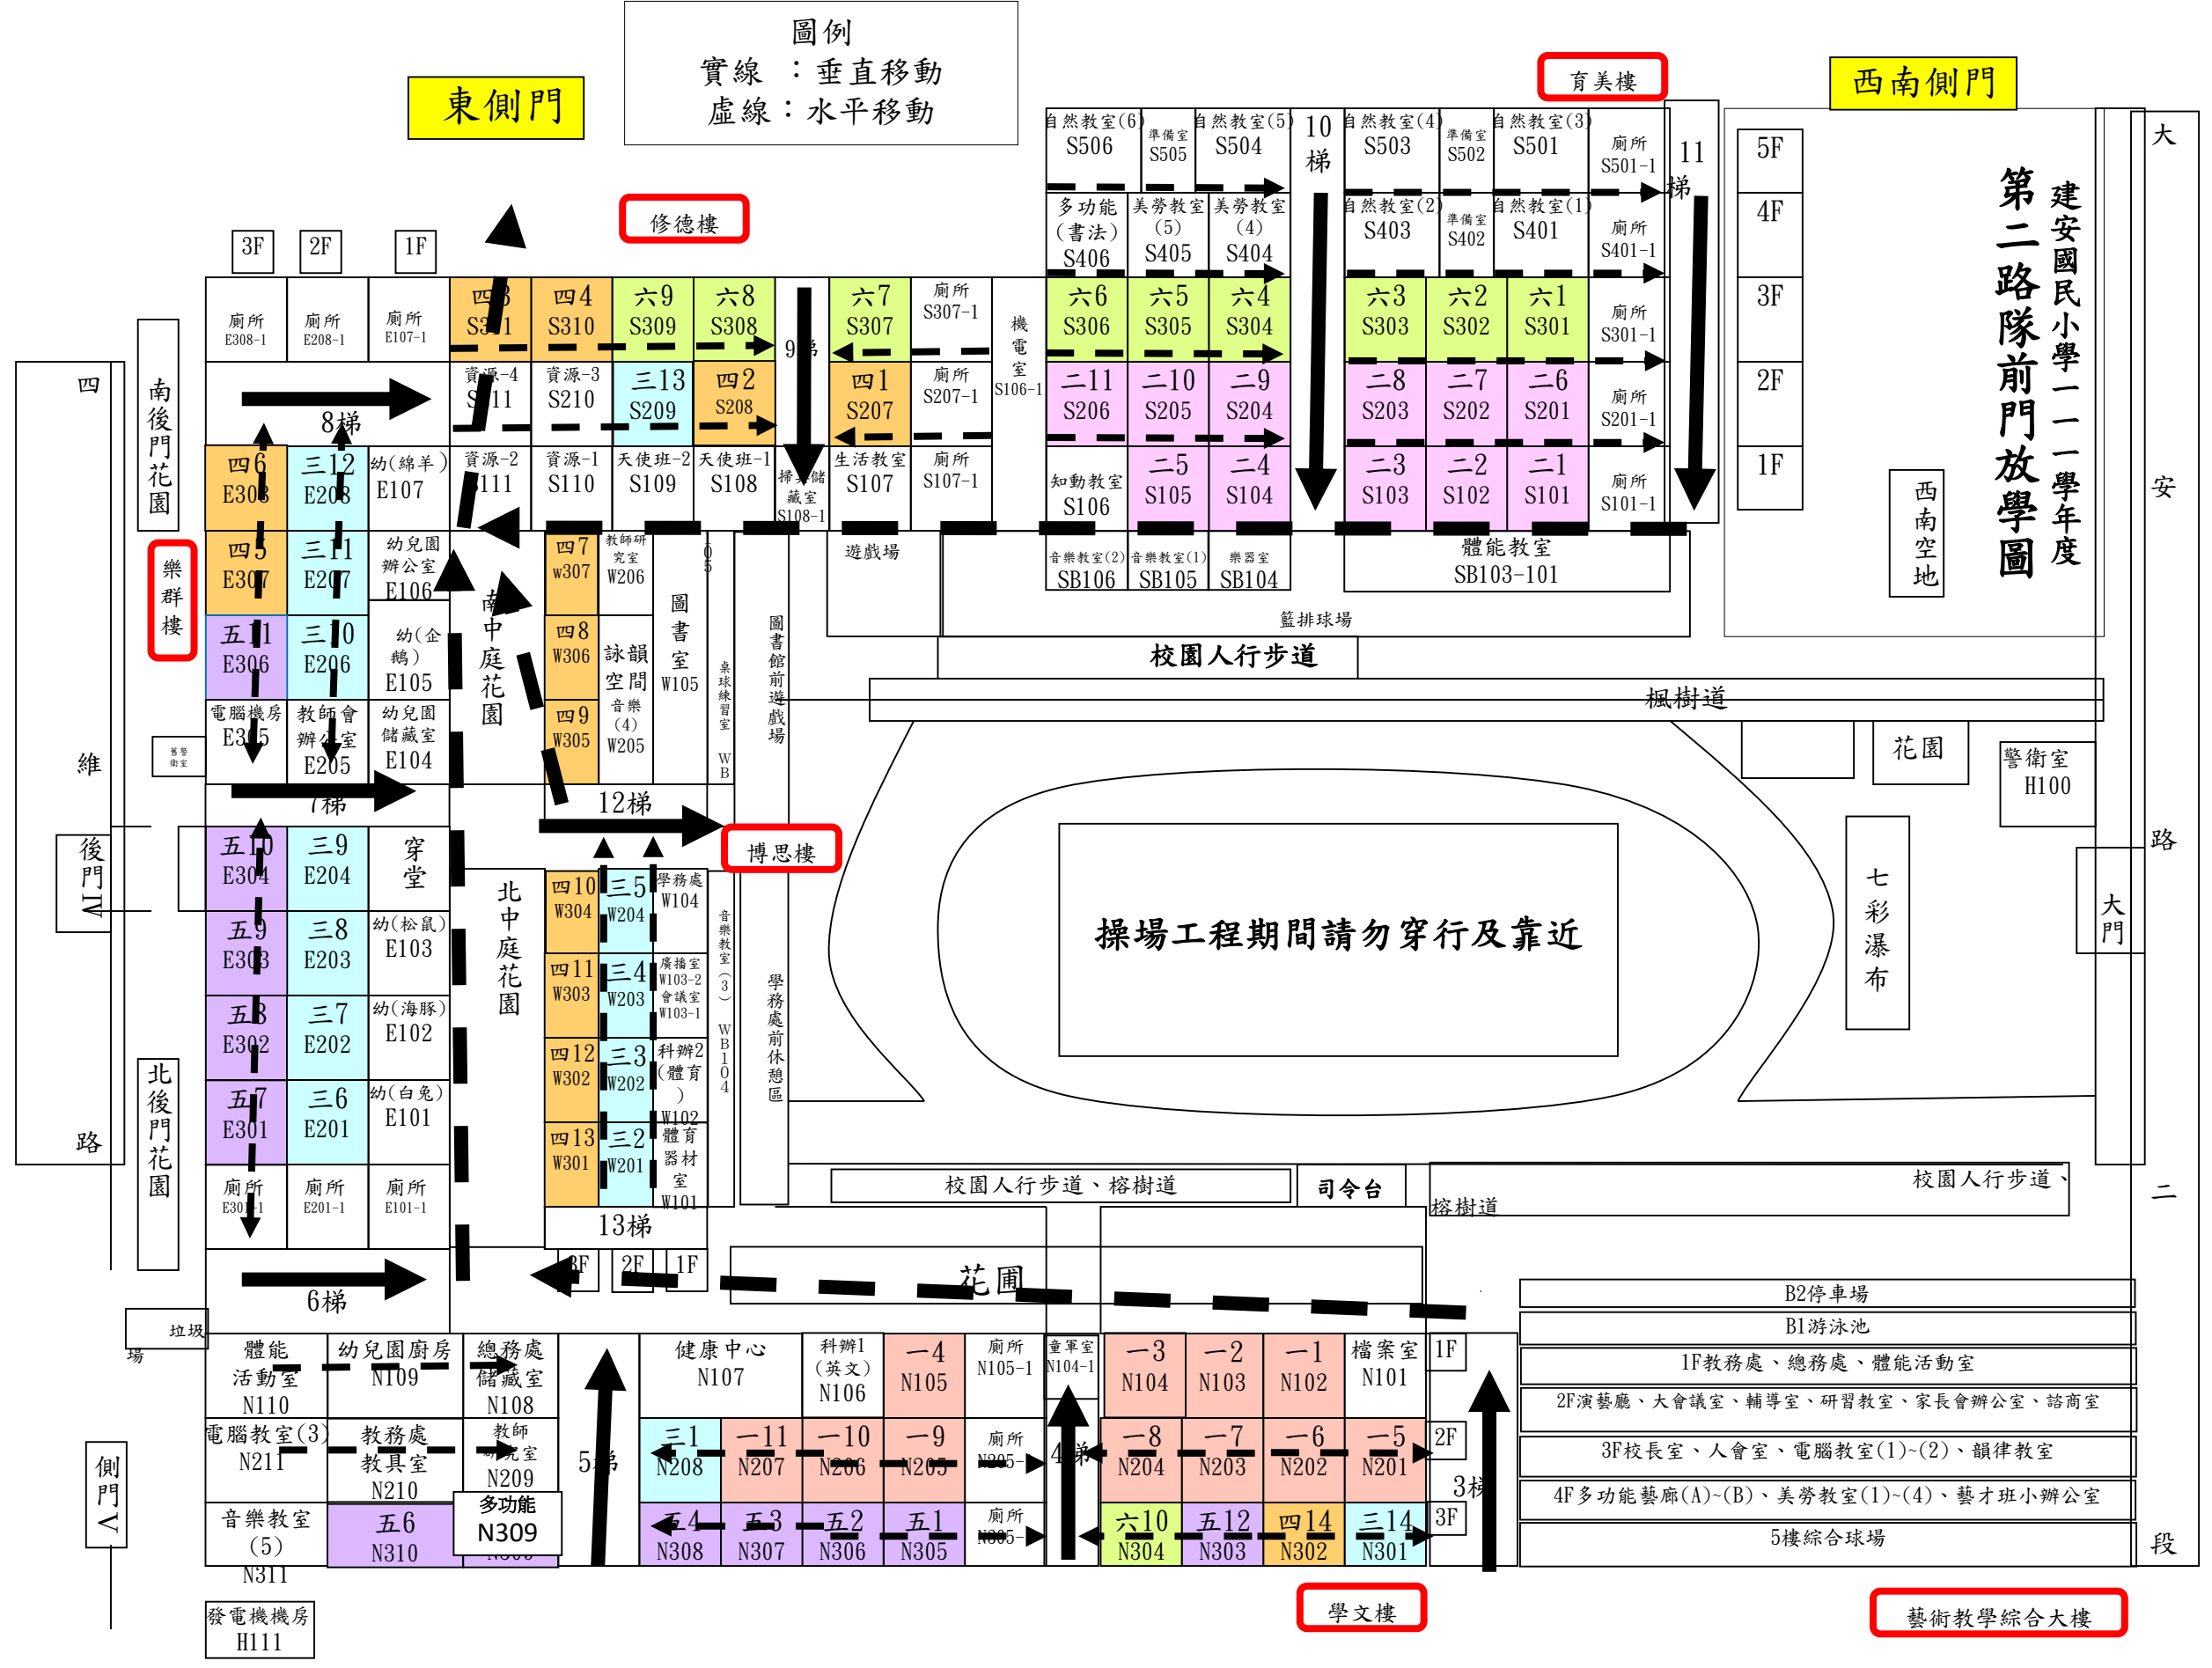 圖例
實線 ：垂直移動
虛線：水平移動
東側門
修德樓
育美樓
西南側門
建安國民小學一一一學年度
第二路隊前門放學圖
大
安
路
二
段
5F
4F
3F
2F
1F
西南空地
10梯
11梯
自然教室(6)
S506
準備室
S505
自然教室(5)
S504
自然教室(4)
S503
準備室
S502
自然教室(3)
S501
廁所
S501-1
多功能
(書法)
S406
美勞教室
(5)
S405
美勞教室
(4)
S404
自然教室(2)
S403
準備室
S402
自然教室(1)
S401
廁所
S401-1
3F
2F
1F
廁所
E308-1
廁所
E208-1
廁所
E107-1
四3
S311
四4
S310
六9
S309
六8
S308
9梯
六7
S307
廁所
S307-1
機電室
S106-1
六6
S306
六5
S305
六4
S304
六3
S303
六2
S302
六1
S301
廁所
S301-1
8梯
資源-4
S211
資源-3
S210
三13
S209
四2
S208
四1
S207
廁所
S207-1
二11
S206
二10
S205
二9
S204
二8
S203
二7
S202
二6
S201
廁所
S201-1
資源-2
S111
資源-1
S110
天使班-2
S109
天使班-1
S108
掃具儲
藏室
S108-1
生活教室
S107
廁所
S107-1
知動教室
S106
二5
S105
二4
S104
二3
S103
二2
S102
二1
S101
廁所
S101-1
音樂教室(2)
SB106
音樂教室(1)
SB105
樂器室
SB104
體能教室
SB103-101
遊戲場
籃排球場
校園人行步道
楓樹道
四
維
路
南後門花園
樂群樓
舊警
衛室
後門IV
北後門花園
四6
E308
三12
E208
幼(綿羊)
E107
四5
E307
三11
E207
幼兒園
辦公室
E106
五11
E306
三10
E206
幼(企
鵝)
E105
電腦機房
E305
教師會
辦公室
E205
幼兒園
儲藏室
E104
7梯
五10
E304
三9
E204
穿堂
五9
E303
三8
E203
幼(松鼠)
E103
五8
E302
三7
E202
幼(海豚)
E102
五7
E301
三6
E201
幼(白兔)
E101
廁所
E301-1
廁所
E201-1
廁所
E101-1
6梯
南中庭花園
北中庭花園
四7
w307
教師研
究室
W206
四8
W306
詠韻
空間
音樂
(4)
W205
四9
W305
圖書室
W105
桌球練習室 WB
05
圖書館前遊戲場
12梯
博思樓
四10
W304
三5
W204
學務處
W104
四11
W303
三4
W203
廣播室
W103-2
會議室
W103-1
四12
W302
三3
W202
科辦2
(體育
)
W102
四13
W301
三2
W201
體育
器材
室
W101
音樂教室(3) WB104
學務處前休憩區
13梯
3F
2F
1F
操場工程期間請勿穿行及靠近
花園
警衛室
H100
七彩瀑布
大門
校園人行步道、榕樹道
司令台
校園人行步道、
榕樹道
花圃
垃圾
場
側門V
體能
活動室
N110
幼兒園廚房
N109
總務處
儲藏室
N108
5梯
健康中心
N107
科辦1
(英文)
N106
一4
N105
廁所
N105-1
童軍室
N104-1
一3
N104
一2
N103
一1
N102
檔案室
N101
1F
電腦教室(3)
N211
教務處
教具室
N210
教師
研究室
N209
三1
N208
一11
N207
一10
N206
一9
N205
廁所
N205-1
4梯
一8
N204
一7
N203
一6
N202
一5
N201
2F
3梯
音樂教室
(5)
N311
五6
N310
多功能
N309
五4
N308
五3
N307
五2
N306
五1
N305
廁所
N305-1
六10
N304
五12
N303
四14
N302
三14
N301
3F
發電機機房
H111
B2停車場
B1游泳池
1F教務處、總務處、體能活動室
2F演藝廳、大會議室、輔導室、研習教室、家長會辦公室、諮商室
3F校長室、人會室、電腦教室(1)~(2)、韻律教室
4F多功能藝廊(A)~(B)、美勞教室(1)~(4)、藝才班小辦公室
5樓綜合球場
學文樓
藝術教學綜合大樓